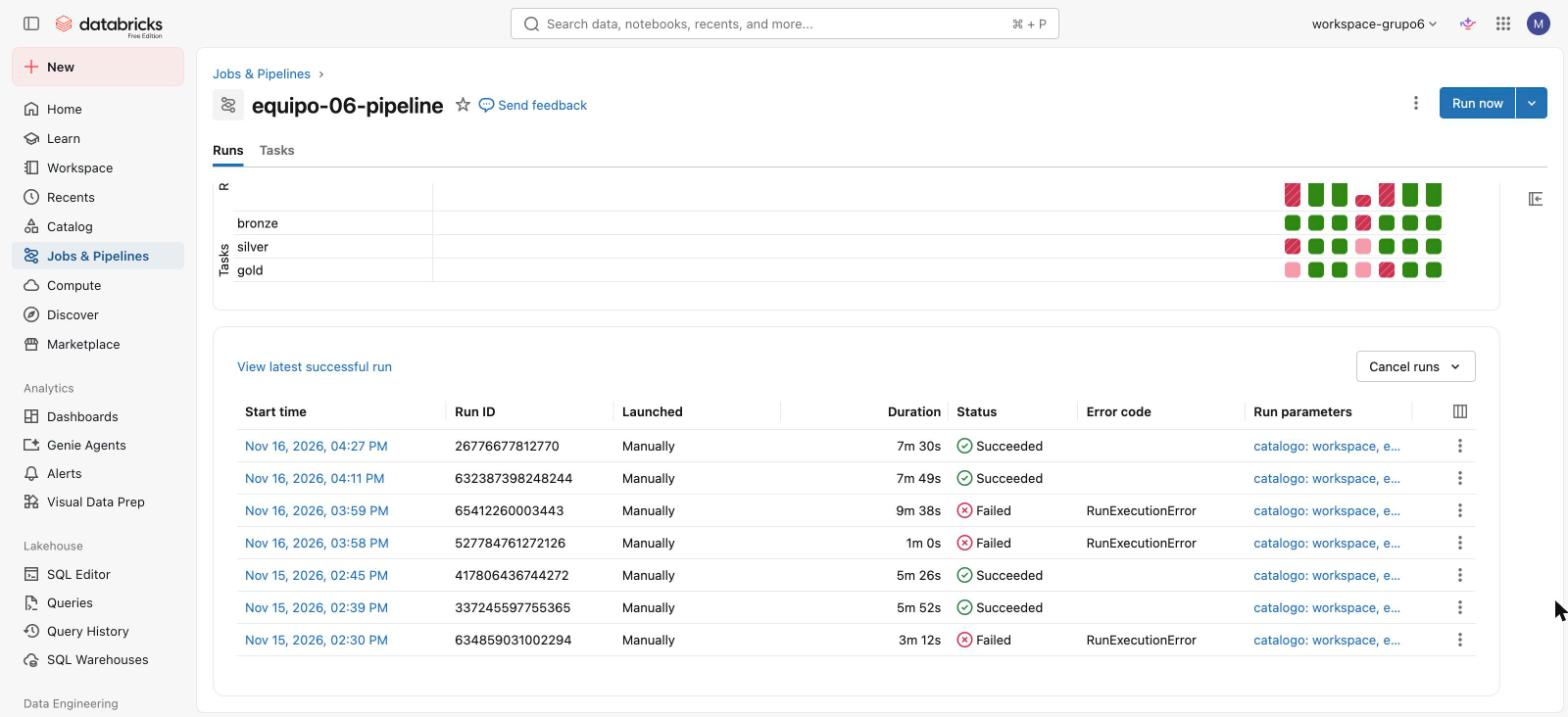 databricks
Free Edition
Search data, notebooks, recents, and more...
⌘ + P
workspace-grupo6
M
New
Home
Learn
Workspace
Recents
Catalog
Jobs & Pipelines
Compute
Discover
Marketplace
Analytics
Dashboards
Genie Agents
Alerts
Visual Data Prep
Lakehouse
SQL Editor
Queries
Query History
SQL Warehouses
Data Engineering
Jobs & Pipelines ›
equipo-06-pipeline
Send feedback
Run now
Runs Tasks
R
Tasks
bronze
silver
gold
View latest successful run
Cancel runs
Start time Run ID Launched Duration Status Error code Run parameters
Nov 16, 2026, 04:27 PM 26776677812770 Manually 7m 30s Succeeded catalogo: workspace, e...
Nov 16, 2026, 04:11 PM 632387398248244 Manually 7m 49s Succeeded catalogo: workspace, e...
Nov 16, 2026, 03:59 PM 65412260003443 Manually 9m 38s Failed RunExecutionError catalogo: workspace, e...
Nov 16, 2026, 03:58 PM 527784761272126 Manually 1m 0s Failed RunExecutionError catalogo: workspace, e...
Nov 15, 2026, 02:45 PM 417806436744272 Manually 5m 26s Succeeded catalogo: workspace, e...
Nov 15, 2026, 02:39 PM 337245597755365 Manually 5m 52s Succeeded catalogo: workspace, e...
Nov 15, 2026, 02:30 PM 634859031002294 Manually 3m 12s Failed RunExecutionError catalogo: workspace, e...